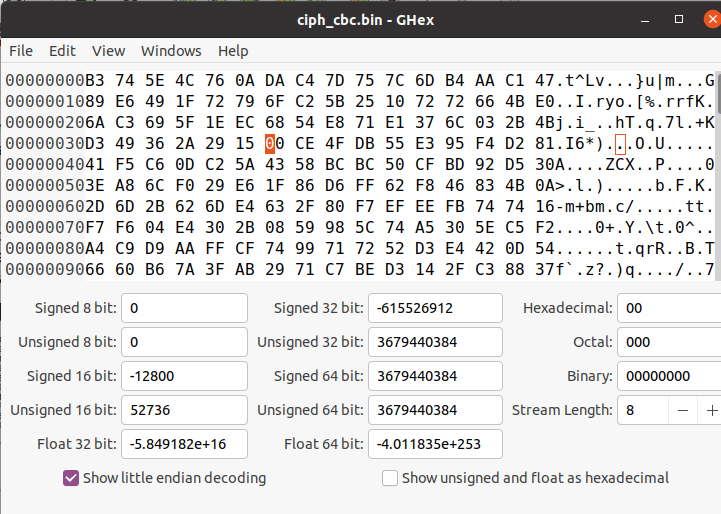 ciph_cbc.bin - GHex
File Edit View Windows Help
00000000B3 74 5E 4C 76 0A DA C4 7D 75 7C 6D B4 AA C1 47.t^Lv...}u|m...G
0000001089 E6 49 1F 72 79 6F C2 5B 25 10 72 72 66 4B E0..I.ryo.[%.rrfK.
000000206A C3 69 5F 1E EC 68 54 E8 71 E1 37 6C 03 2B 4Bj.i_..hT.q.7l.+K
00000030D3 49 36 2A 29 15 00 CE 4F DB 55 E3 95 F4 D2 81.I6*)...O.U.....
0000004041 F5 C6 0D C2 5A 43 58 BC BC 50 CF BD 92 D5 30A....ZCX..P....0
000000503E A8 6C F0 29 E6 1F 86 D6 FF 62 F8 46 83 4B 0A>.l.).....b.F.K.
000000602D 6D 2B 62 6D E4 63 2F 80 F7 EF EE FB 74 74 16-m+bm.c/.....tt.
00000070F7 F6 04 E4 30 2B 08 59 98 5C 74 A5 30 5E C5 F2....0+.Y.\t.0^..
00000080A4 C9 D9 AA FF CF 74 99 71 72 52 D3 E4 42 0D 54......t.qrR..B.T
0000009066 60 B6 7A 3F AB 29 71 C7 BE D3 14 2F C3 88 37f`.z?.)q..../..7
Signed 8 bit: 0 Signed 32 bit: -615526912 Hexadecimal: 00
Unsigned 8 bit: 0 Unsigned 32 bit: 3679440384 Octal: 000
Signed 16 bit: -12800 Signed 64 bit: 3679440384 Binary: 00000000
Unsigned 16 bit: 52736 Unsigned 64 bit: 3679440384 Stream Length: 8 − +
Float 32 bit: -5.849182e+16 Float 64 bit: -4.011835e+253
Show little endian decoding Show unsigned and float as hexadecimal